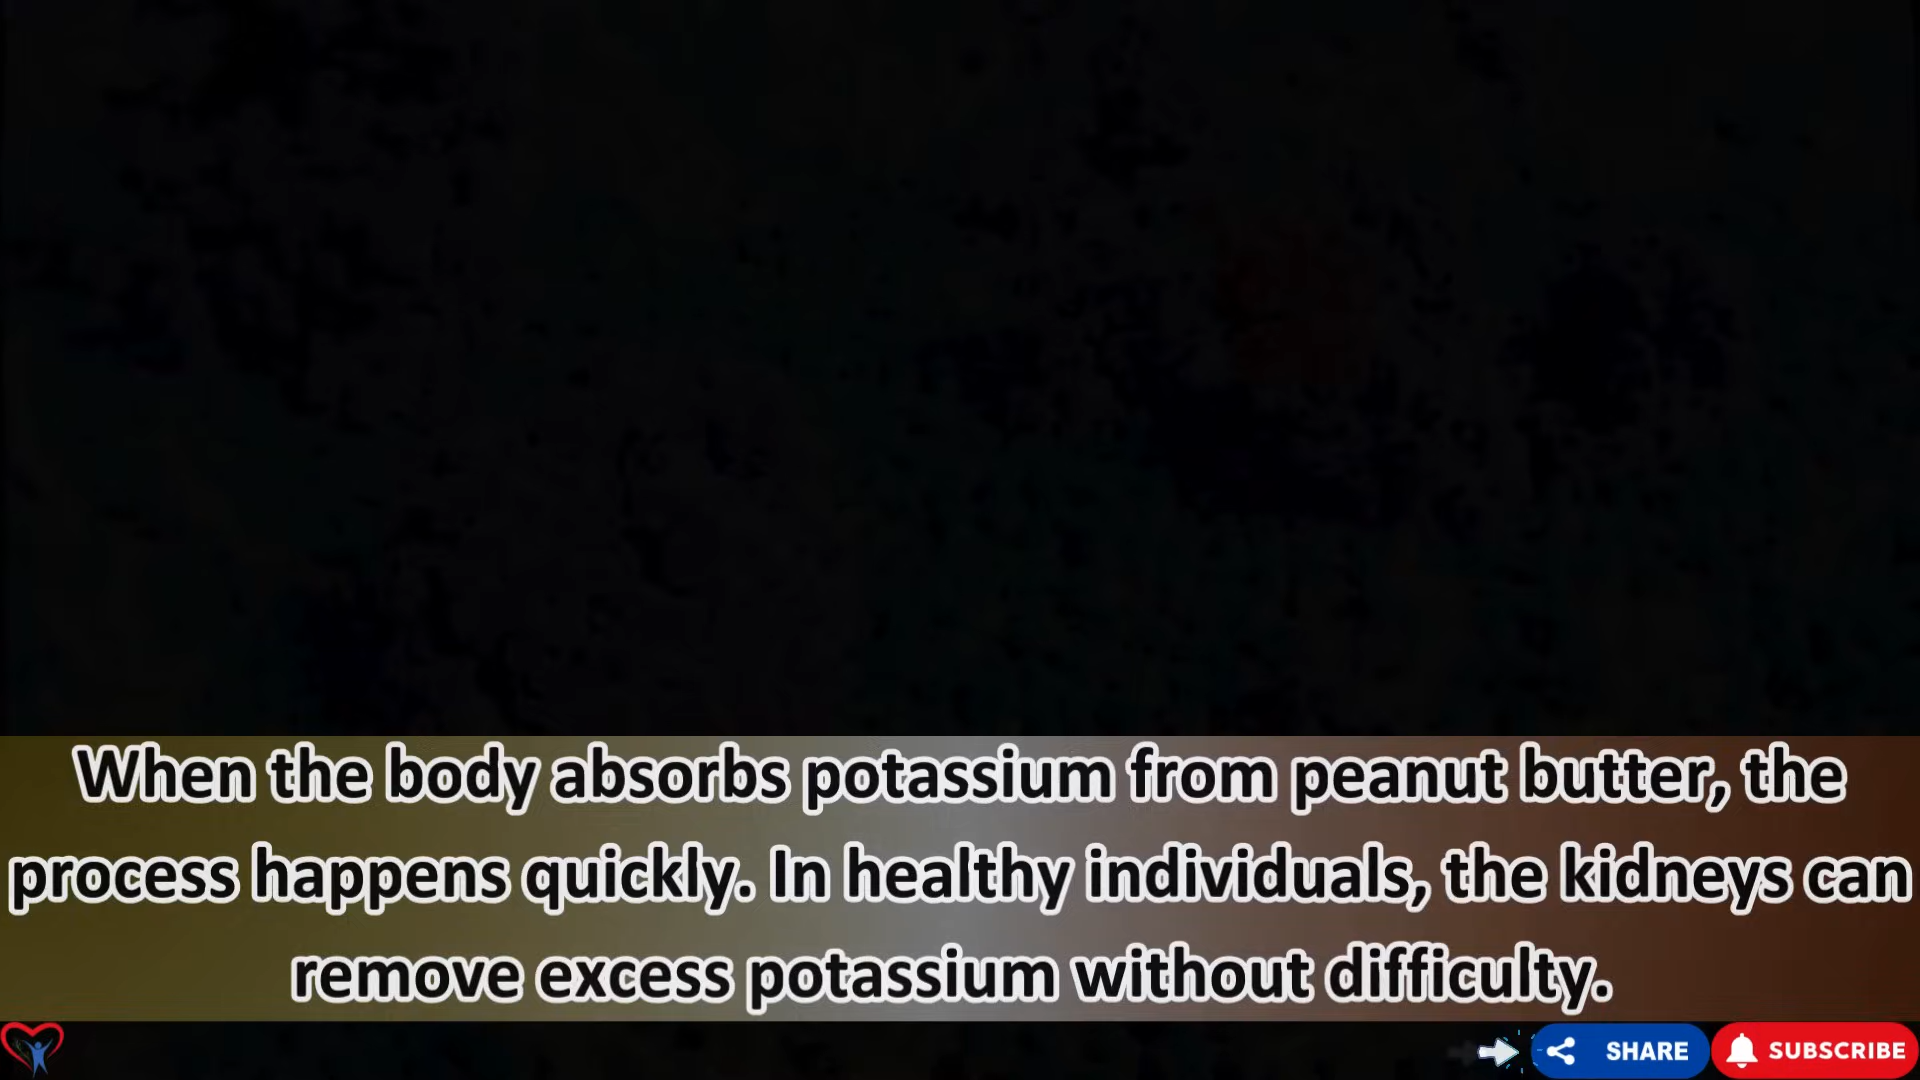 When the body absorbs potassium from peanut butter, the
process happens quickly. In healthy individuals, the kidneys can
remove excess potassium without difficulty.
SHARE
SUBSCRIBE